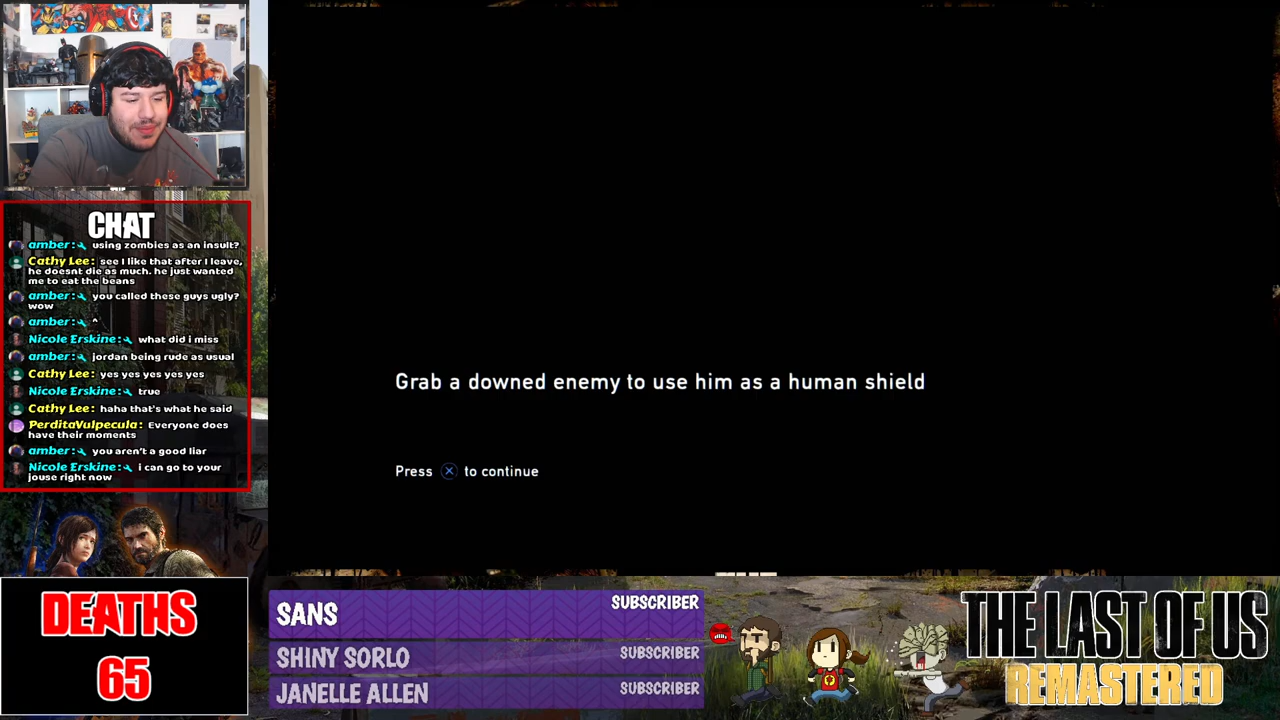 CHAT
amber: using zombies as an insult?
Cathy Lee: see I like that after I leave,
he doesnt die as much. he just wanted
me to eat the beans
amber: you called these guys ugly?
wow
amber: ^
Nicole Erskine: what did i miss
amber: jordan being rude as usual
Cathy Lee: yes yes yes yes yes
Nicole Erskine: true
Cathy Lee: haha that's what he said
PerditaVulpecula: Everyone does
have their moments
amber: you aren't a good liar
Nicole Erskine: i can go to your
jouse right now
Grab a downed enemy to use him as a human shield
Press X to continue
DEATHS
65
SANS SUBSCRIBER
SHINY SORLO SUBSCRIBER
JANELLE ALLEN SUBSCRIBER
THE LAST OF US
REMASTERED